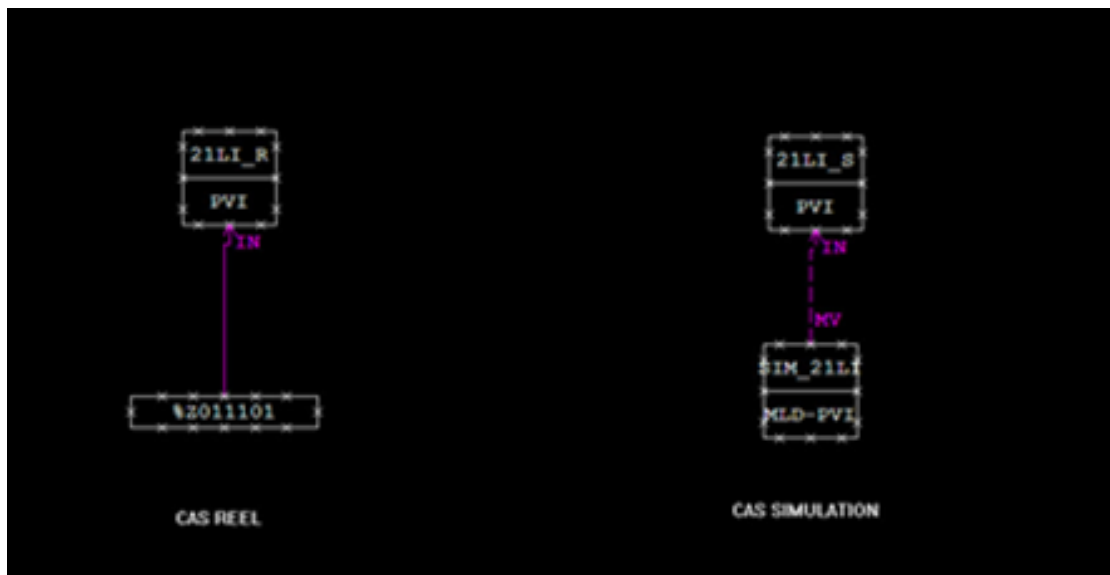 21LI_R
PVI
IN
%Z011101
CAS REEL
21LI_S
PVI
IN
MV
SIM_21LI
MLD-PVI
CAS SIMULATION